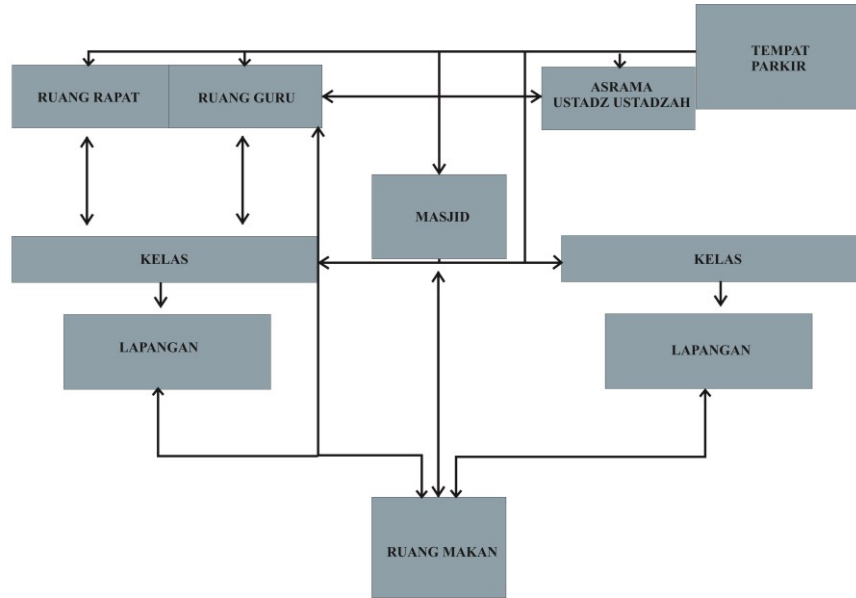 TEMPAT
PARKIR
RUANG RAPAT
RUANG GURU
ASRAMA
USTADZ USTADZAH
MASJID
KELAS
KELAS
LAPANGAN
LAPANGAN
RUANG MAKAN